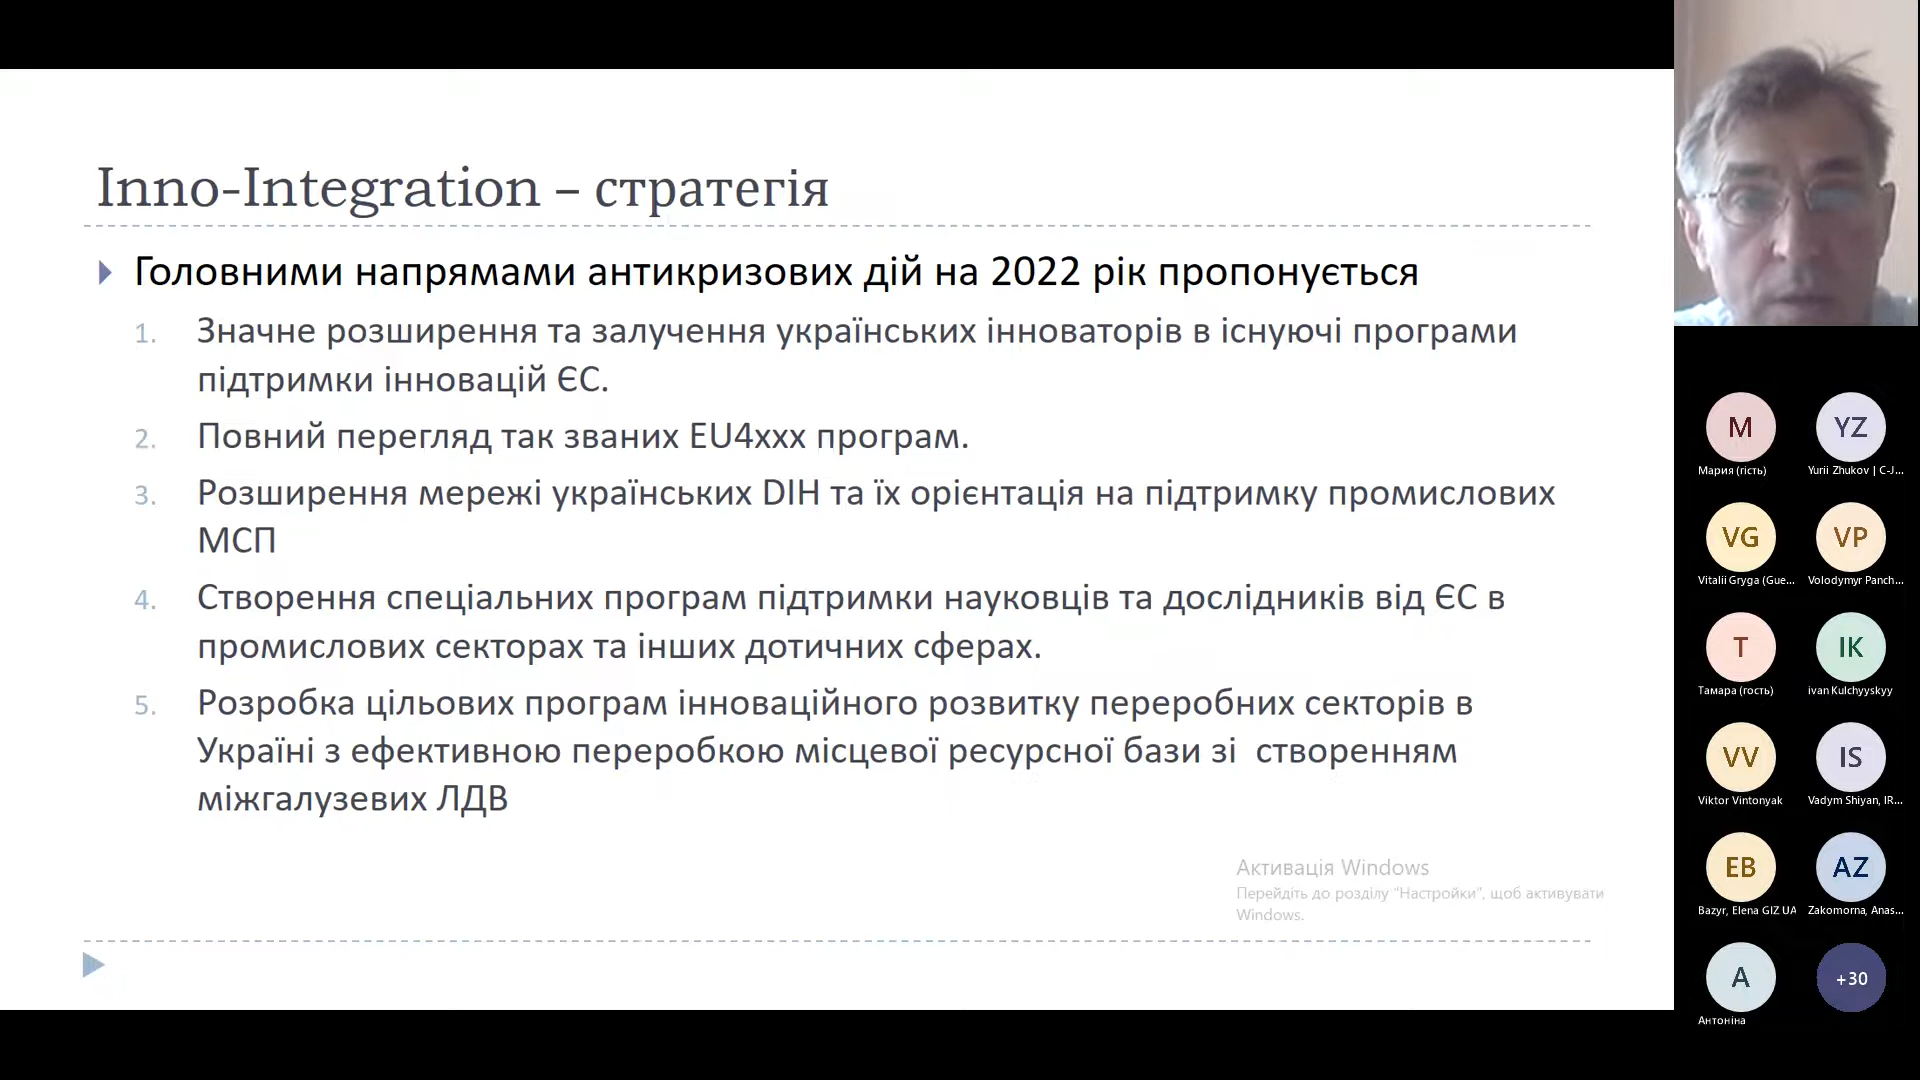 Inno-Integration – стратегія
Головними напрямами антикризових дій на 2022 рік пропонується
1. Значне розширення та залучення українських інноваторів в існуючі програми
підтримки інновацій ЄС.
2. Повний перегляд так званих EU4xxx програм.
3. Розширення мережі українських DIH та їх орієнтація на підтримку промислових
МСП
4. Створення спеціальних програм підтримки науковців та дослідників від ЄС в
промислових секторах та інших дотичних сферах.
5. Розробка цільових програм інноваційного розвитку переробних секторів в
Україні з ефективною переробкою місцевої ресурсної бази зі створенням
міжгалузевих ЛДВ
Активація Windows
Перейдіть до розділу "Настройки", щоб активувати
Windows.
M YZ
Мария (гість) Yurii Zhukov | C-J...
VG VP
Vitalii Gryga (Gue... Volodymyr Panch...
T IK
Тамара (гость) ivan Kulchyyskyy
VV IS
Viktor Vintonyak Vadym Shiyan, IR...
EB AZ
Bazyr, Elena GIZ UA Zakomorna, Anas...
A +30
Антоніна